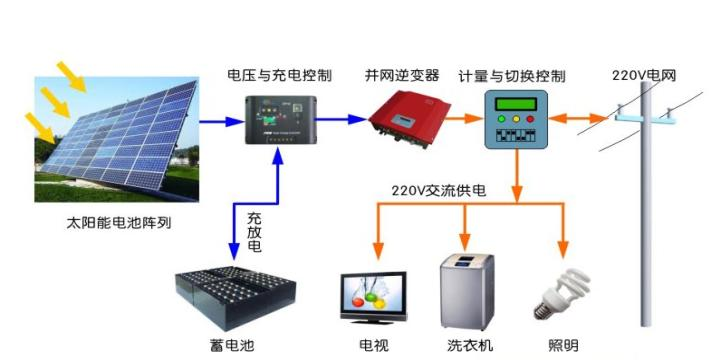 电压与充电控制
并网逆变器
计量与切换控制
220V电网
220V交流供电
太阳能电池阵列
充放电
蓄电池
电视
洗衣机
照明